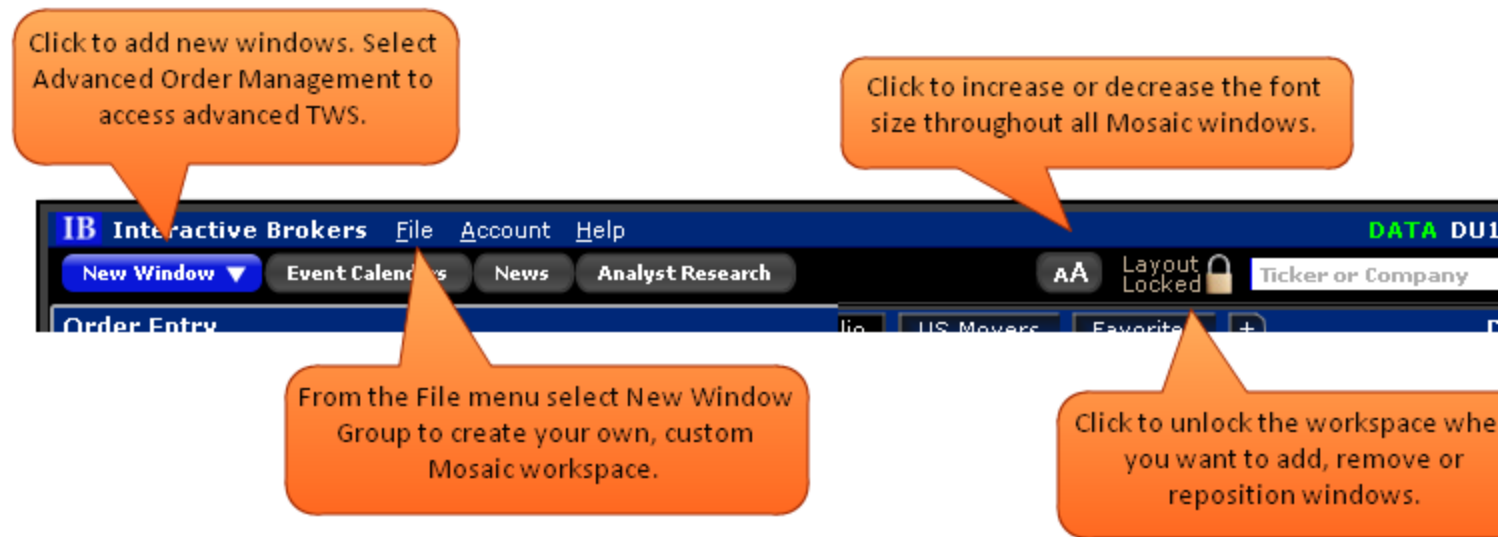 Click to add new windows. Select
Advanced Order Management to
access advanced TWS.
Click to increase or decrease the font
size throughout all Mosaic windows.
IB Interactive Brokers File Account Help DATA DU1
New Window Event Calendars News Analyst Research AA Layout Locked Ticker or Company
Order Entry lio US Movers Favorites +
From the File menu select New Window
Group to create your own, custom
Mosaic workspace.
Click to unlock the workspace whe
you want to add, remove or
reposition windows.